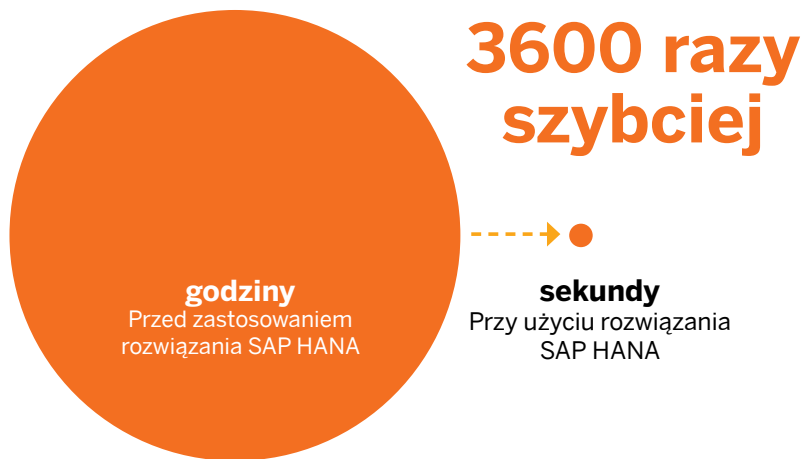 3600 razy
szybciej
godziny
Przed zastosowaniem
rozwiązania SAP HANA
sekundy
Przy użyciu rozwiązania
SAP HANA